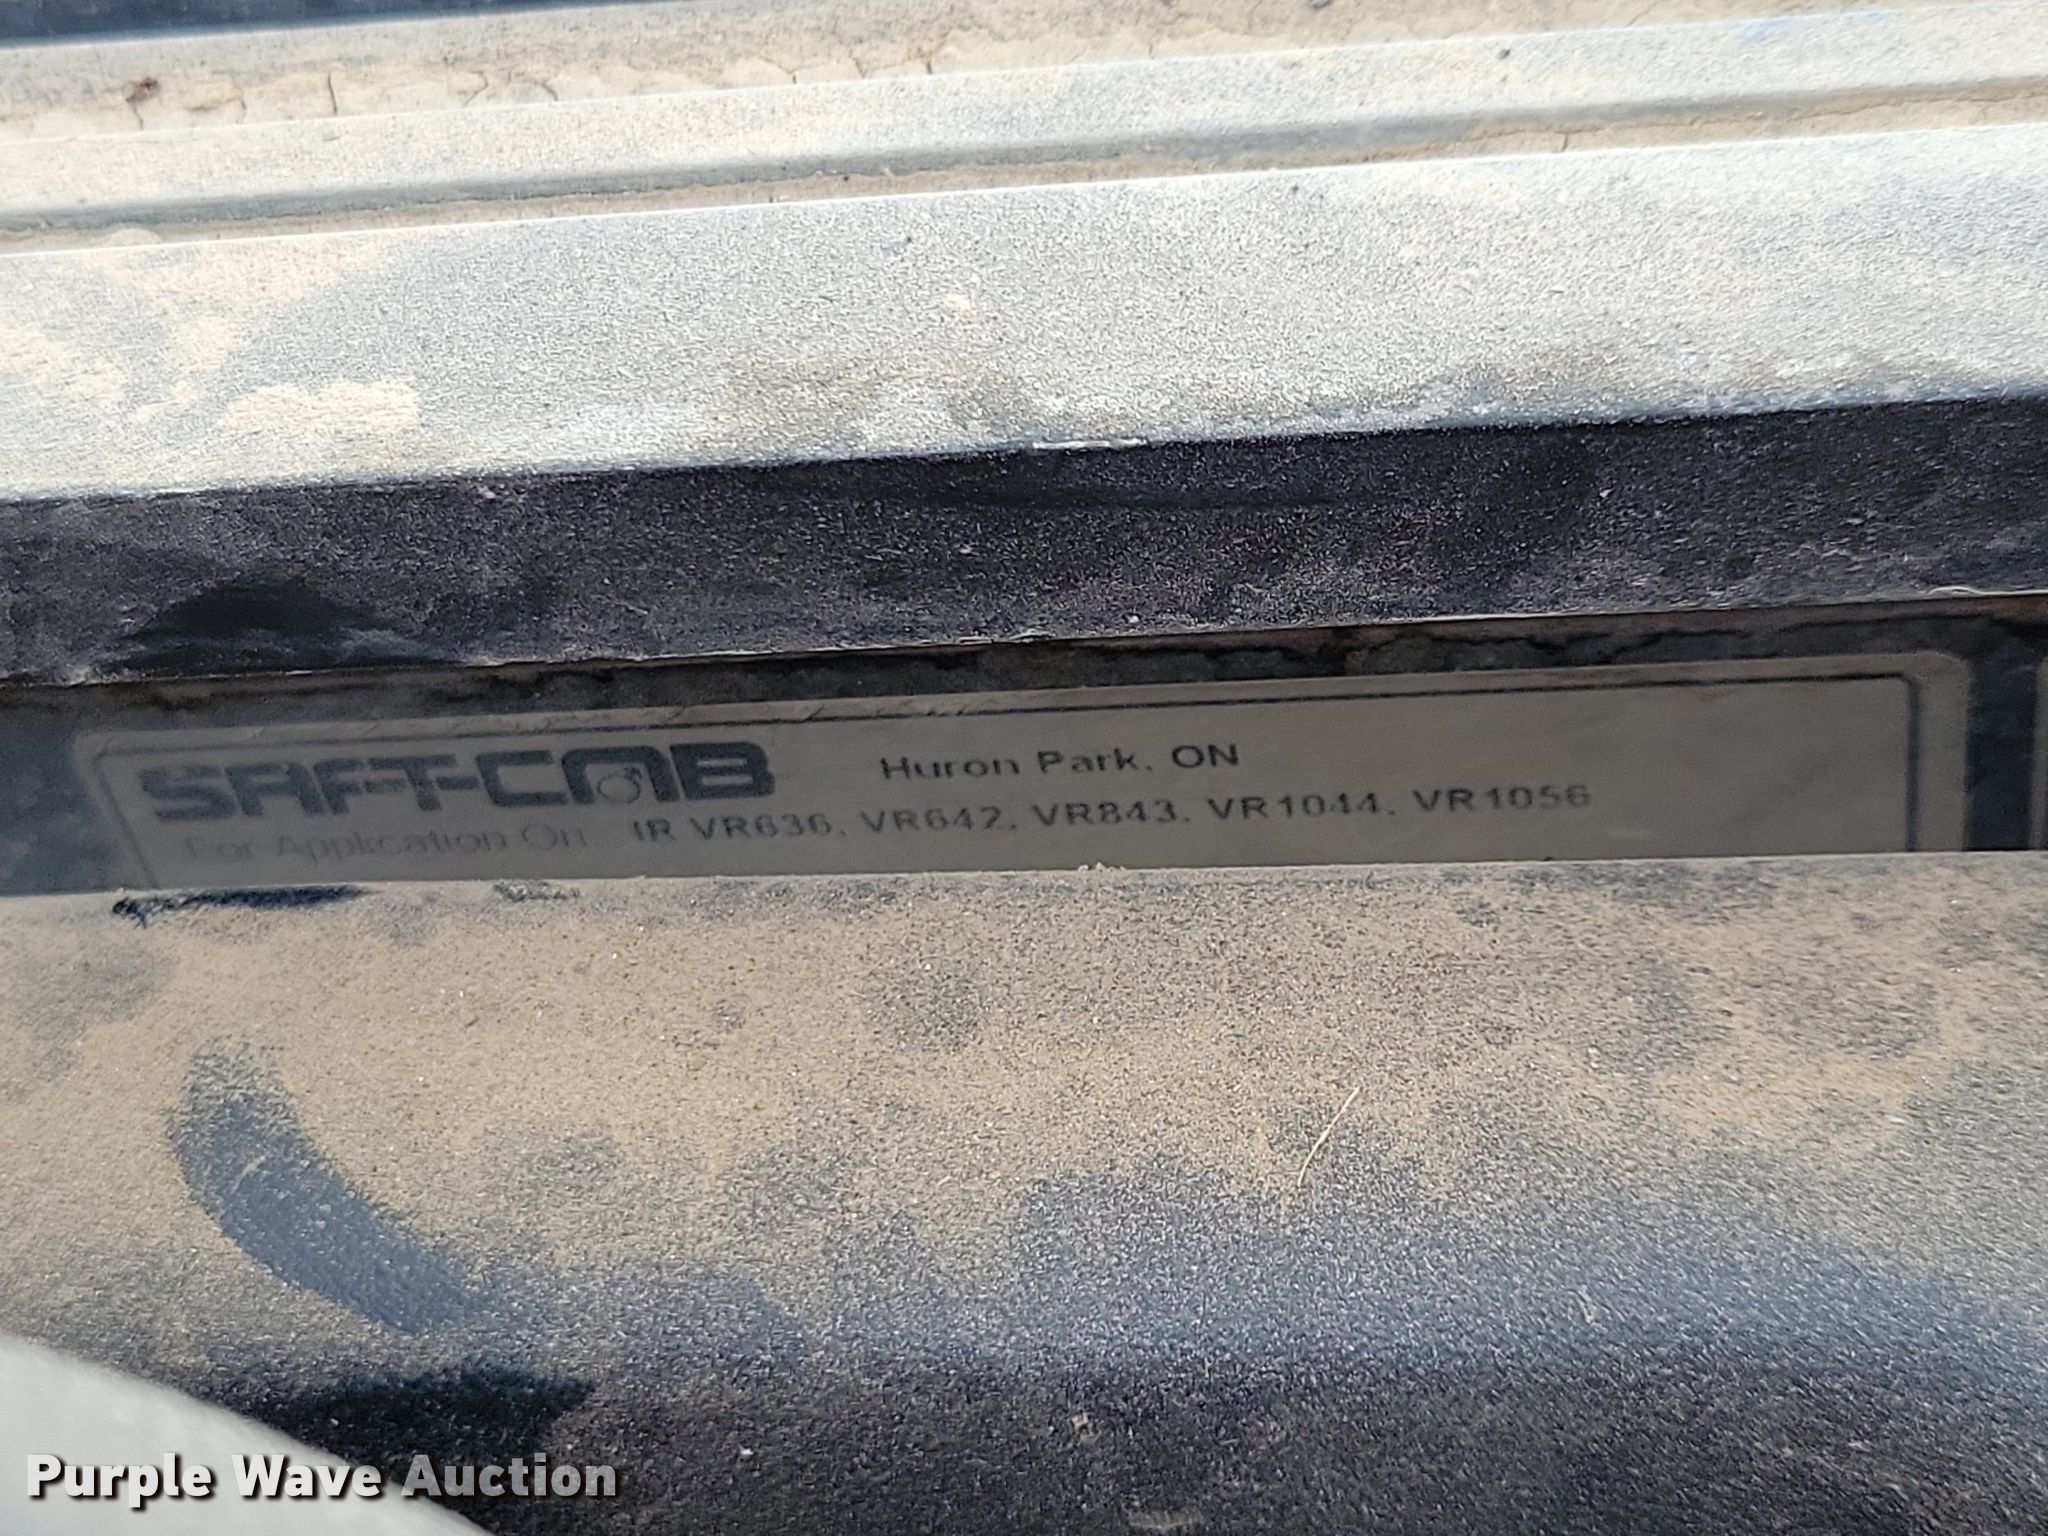 SAFT-CAB Huron Park, ON
For Application On IR VR636, VR642, VR843, VR1044, VR1056
Purple Wave Auction